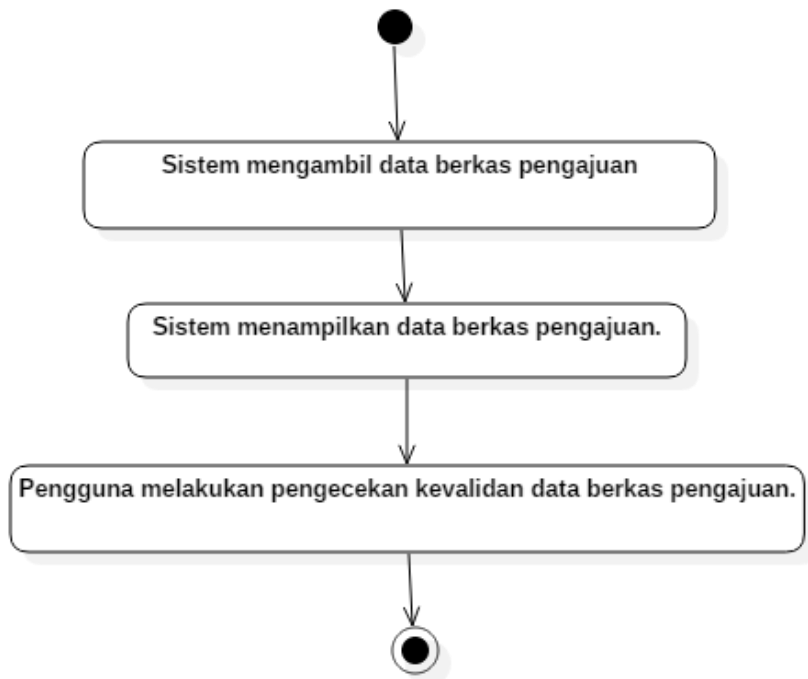 Sistem mengambil data berkas pengajuan
Sistem menampilkan data berkas pengajuan.
Pengguna melakukan pengecekan kevalidan data berkas pengajuan.